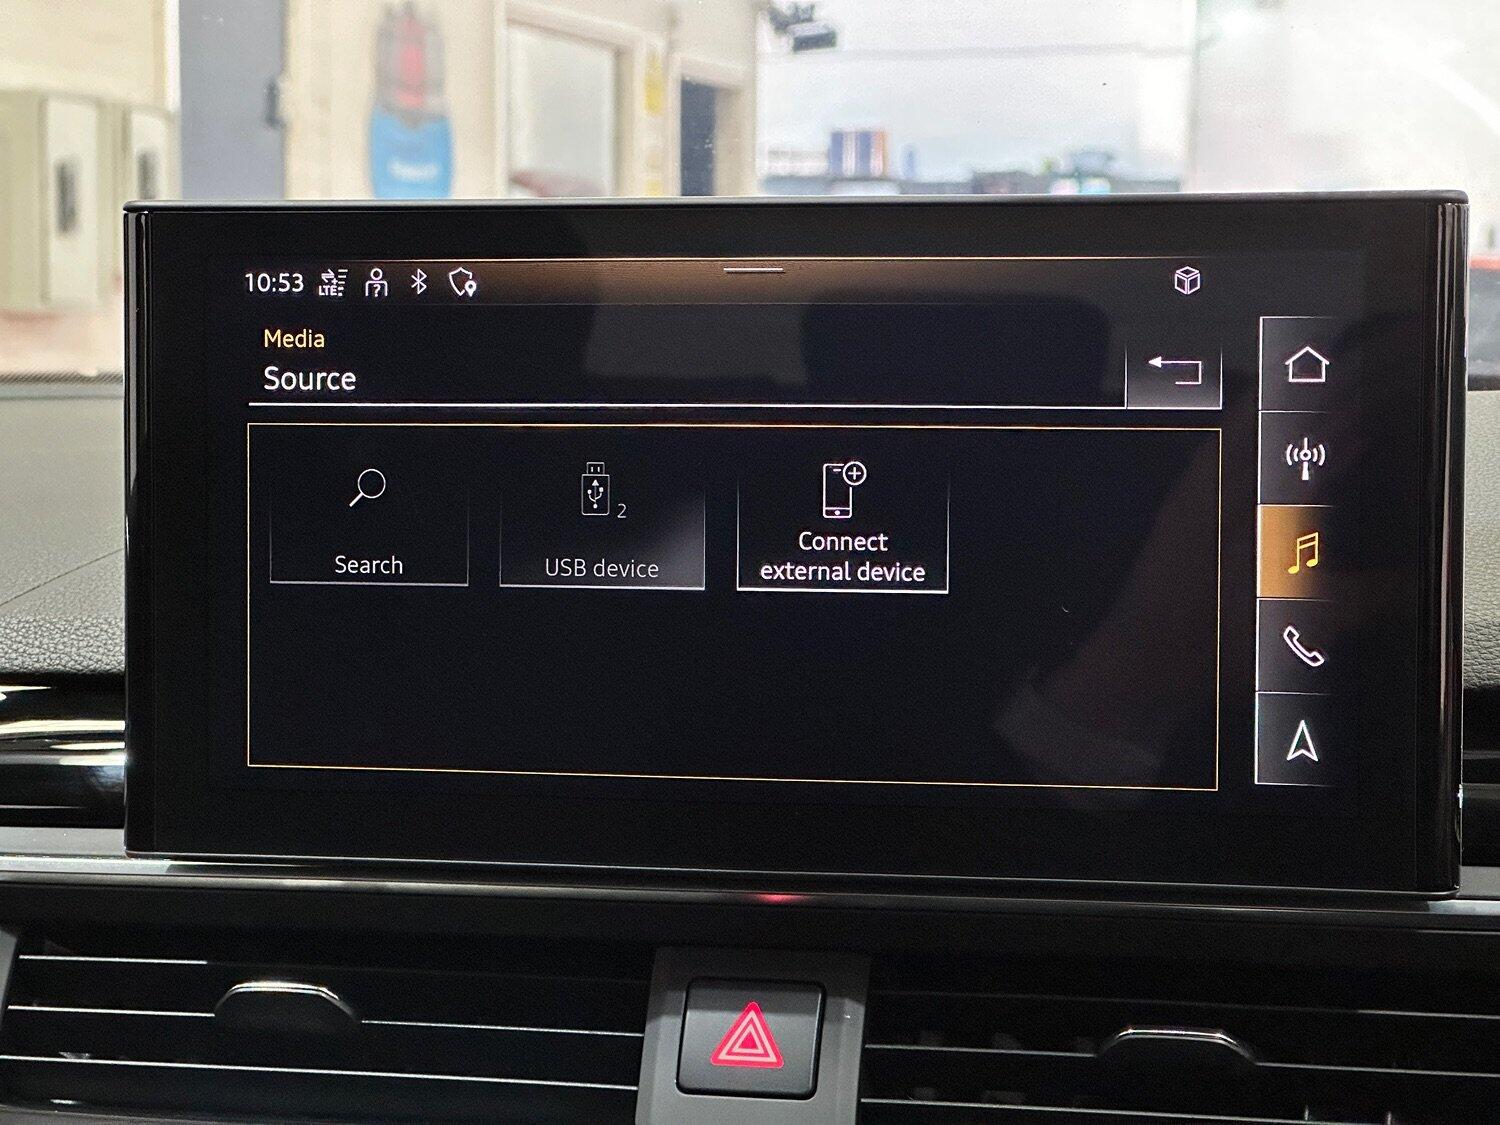 10:53
LTE
Media
Source
Search
2
USB device
Connect
external device